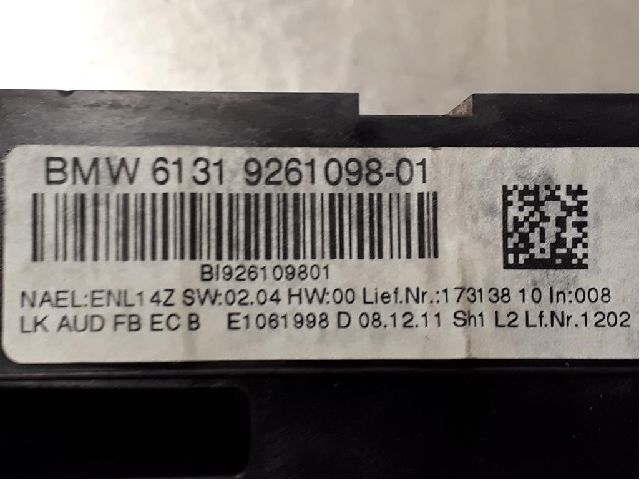 BMW 6131 9261098-01
BI926109801
NAEL:ENL14Z SW:02.04 HW:00 Lief.Nr.:173138 10 In:008
LK AUD FB EC B E1061998 D 08.12.11 Sh1 L2 Lf.Nr.1202